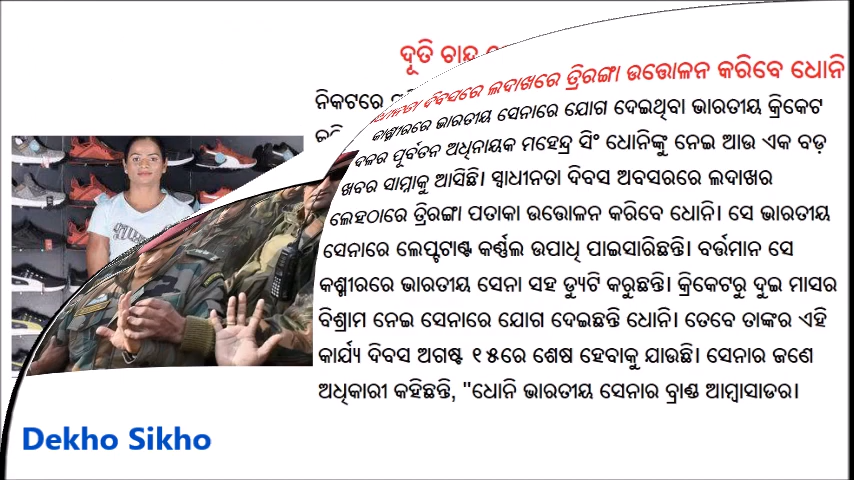 ଦୂତି ଚାନ୍ଦ
ଦିବସରେ ଲଦାଖରେ ତ୍ରିରଙ୍ଗା ଉତ୍ତୋଳନ କରିବେ ଧୋନି
ନିକଟରେ
ଜାମ୍ମୁକାଶ୍ମୀରରେ ଭାରତୀୟ ସେନାରେ ଯୋଗ ଦେଇଥିବା ଭାରତୀୟ କ୍ରିକେଟ
ଦଳର ପୂର୍ବତନ ଅଧିନାୟକ ମହେନ୍ଦ୍ର ସିଂ ଧୋନିଙ୍କୁ ନେଇ ଆଉ ଏକ ବଡ଼
ଖବର ସାମ୍ନାକୁ ଆସିଛି। ସ୍ୱାଧୀନତା ଦିବସ ଅବସରରେ ଲଦାଖର
ଲେହଠାରେ ତ୍ରିରଙ୍ଗା ପତାକା ଉତ୍ତୋଳନ କରିବେ ଧୋନି। ସେ ଭାରତୀୟ
ସେନାରେ ଲେଫ୍ଟଟାଣ୍ଟ କର୍ଣ୍ଣଲ ଉପାଧି ପାଇସାରିଛନ୍ତି। ବର୍ତ୍ତମାନ ସେ
କଶ୍ମୀରରେ ଭାରତୀୟ ସେନା ସହ ଡ୍ୟୁଟି କରୁଛନ୍ତି। କ୍ରିକେଟରୁ ଦୁଇ ମାସର
ବିଶ୍ରାମ ନେଇ ସେନାରେ ଯୋଗ ଦେଇଛନ୍ତି ଧୋନି। ତେବେ ତାଙ୍କର ଏହି
କାର୍ଯ୍ୟ ଦିବସ ଅଗଷ୍ଟ ୧୫ରେ ଶେଷ ହେବାକୁ ଯାଉଛି। ସେନାର ଜଣେ
ଅଧିକାରୀ କହିଛନ୍ତି, "ଧୋନି ଭାରତୀୟ ସେନାର ବ୍ରାଣ୍ଡ ଆମ୍ବାସାଡର।
Dekho Sikho